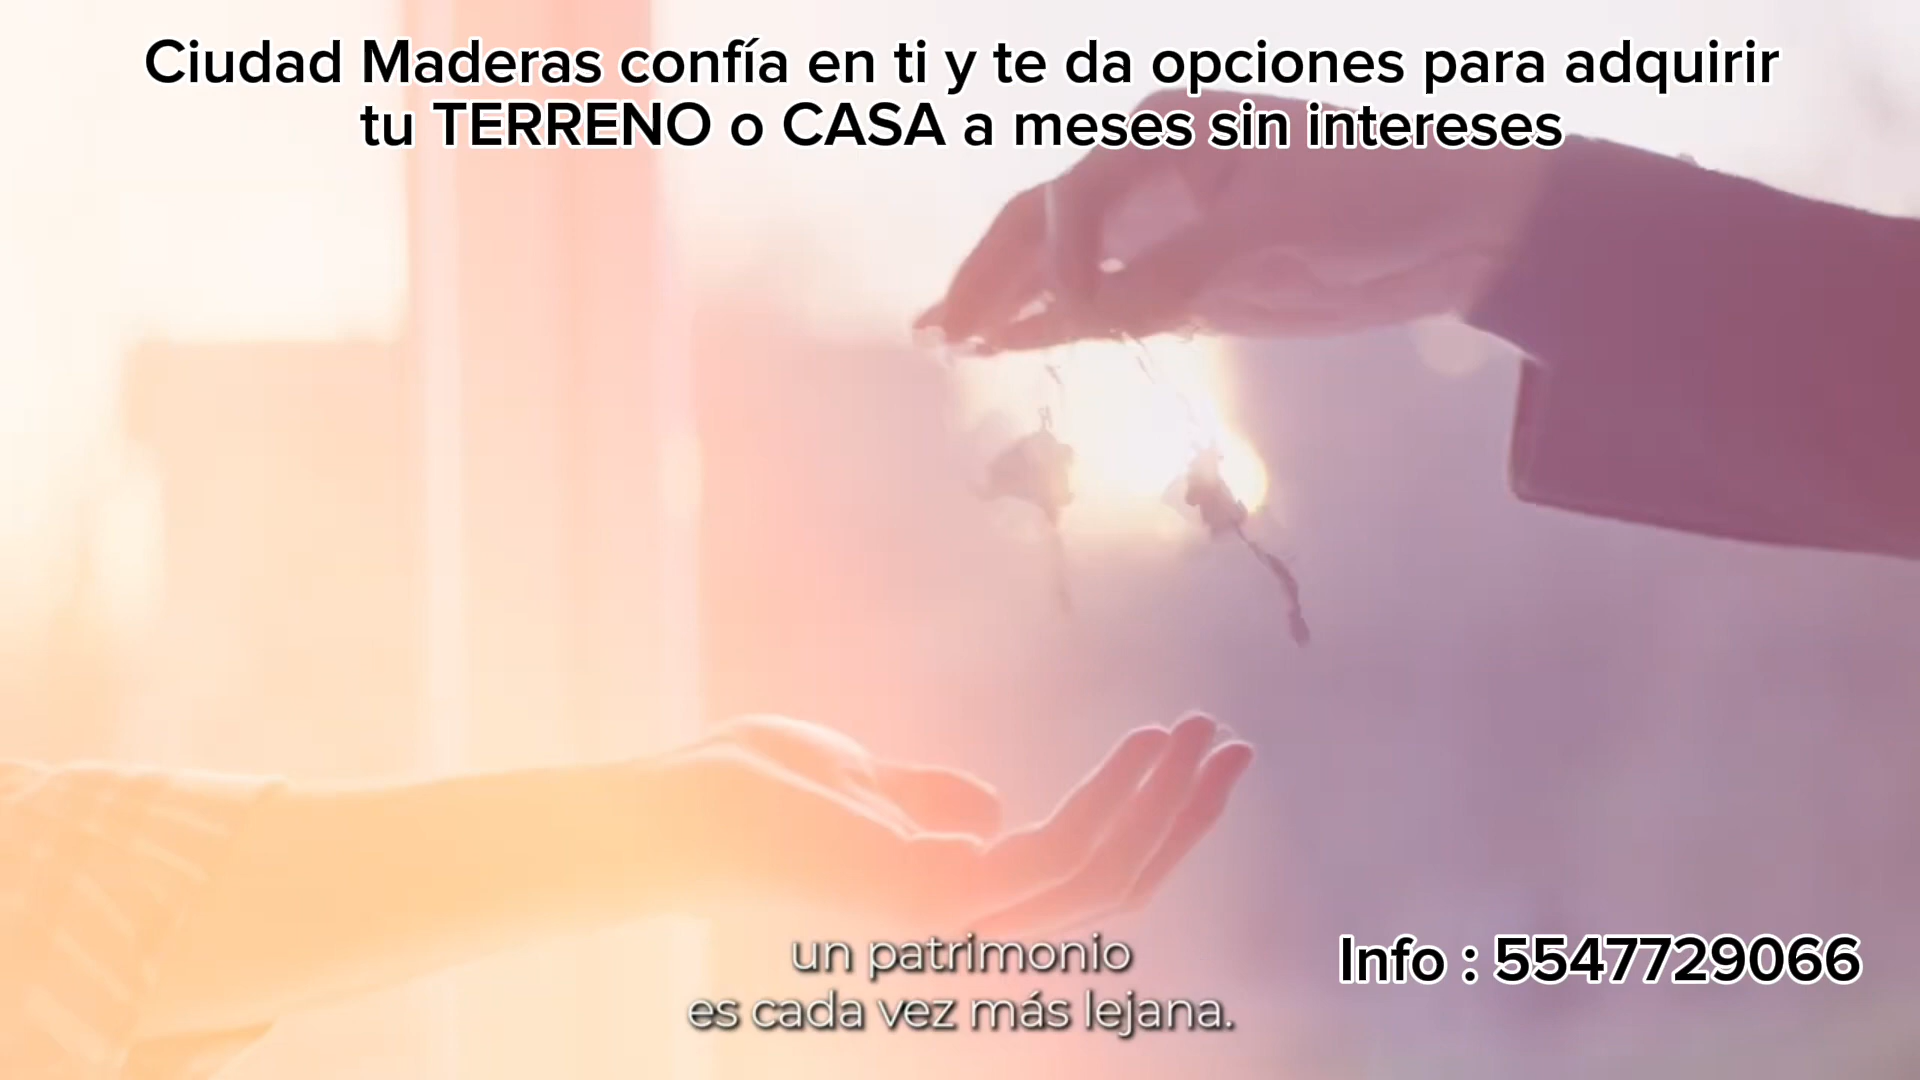 Ciudad Maderas confía en ti y te da opciones para adquirir
tu TERRENO o CASA a meses sin intereses
un patrimonio
es cada vez más lejana.
Info : 5547729066